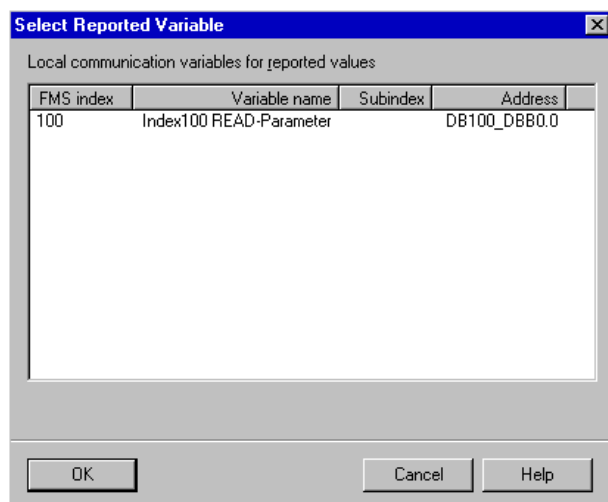 Select Reported Variable
Local communication variables for reported values
FMS index Variable name Subindex Address
100 Index100 READ-Parameter DB100_DBB0.0
OK Cancel Help